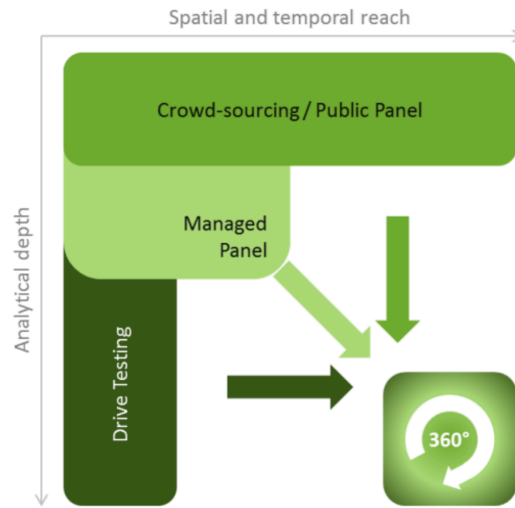 Spatial and temporal reach
Analytical depth
Crowd-sourcing / Public Panel
Managed
Panel
Drive Testing
360°